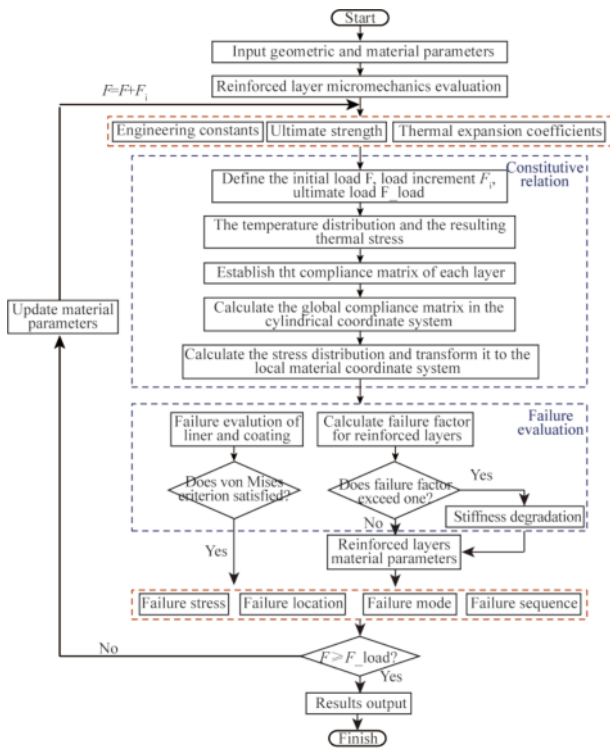 Start
Input geometric and material parameters
Reinforced layer micromechanics evaluation
F=F+Fi
Engineering constants
Ultimate strength
Thermal expansion coefficients
Constitutive
relation
Define the initial load F, load increment Fi,
ultimate load F_load
The temperature distribution and the resulting
thermal stress
Establish tht compliance matrix of each layer
Calculate the global compliance matrix in the
cylindrical coordinate system
Calculate the stress distribution and transform it to the
local material coordinate system
Update material
parameters
Failure evalution of
liner and coating
Calculate failure factor
for reinforced layers
Failure
evaluation
Does von Mises
criterion satisfied?
Does failure factor
exceed one?
Yes
Stiffness degradation
No
Yes
Reinforced layers
material parameters
Failure stress
Failure location
Failure mode
Failure sequence
No
F⩾F_load?
Yes
Results output
Finish